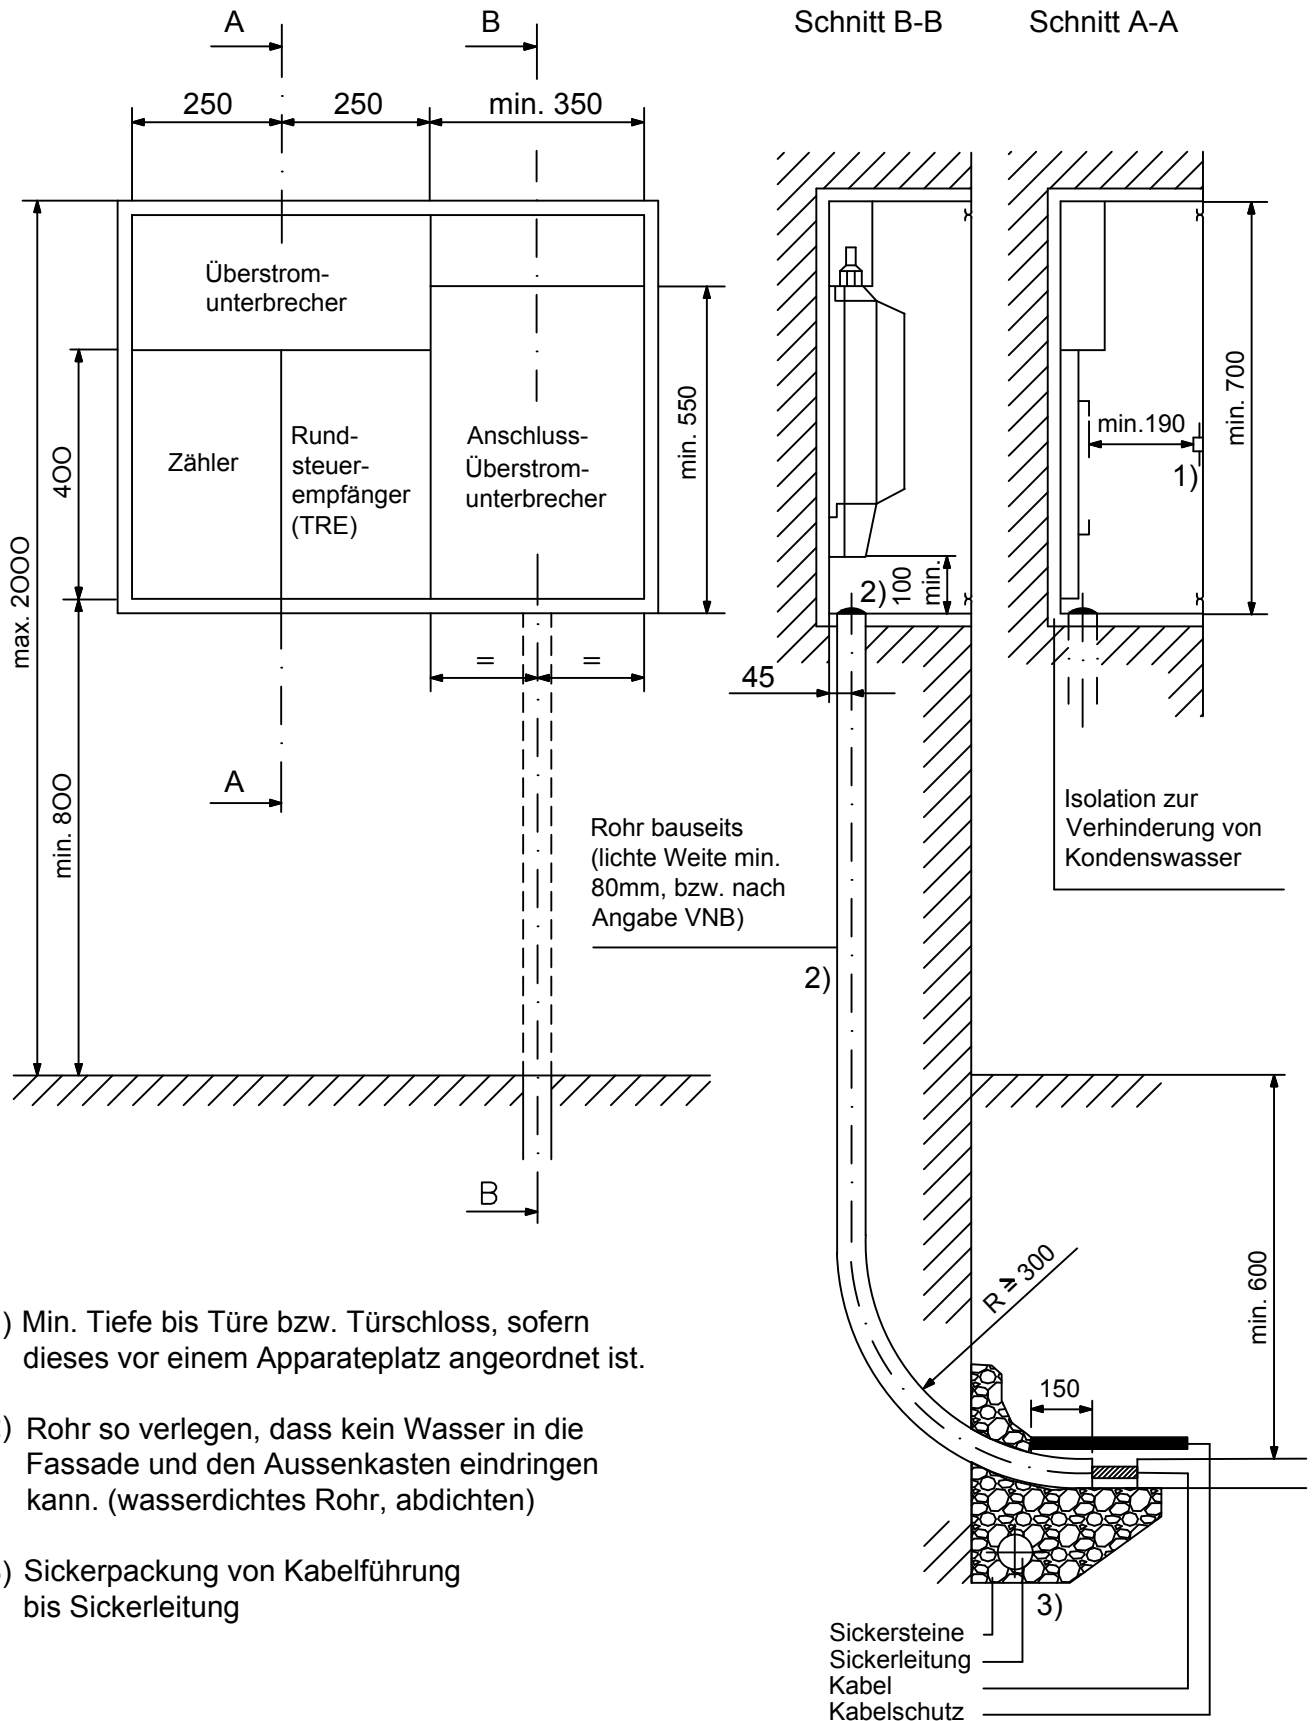 A
B
Schnitt B-B
Schnitt A-A
250
250
min. 350
Überstrom-
unterbrecher
Zähler
Rund-
steuer-
empfänger
(TRE)
Anschluss-
Überstrom-
unterbrecher
400
max. 2000
min. 800
min. 550
=
=
A
B
2)
100
min.
45
min.190
1)
min. 700
Rohr bauseits
(lichte Weite min.
80mm, bzw. nach
Angabe VNB)
2)
Isolation zur
Verhinderung von
Kondenswasser
R ≥ 300
150
min. 600
3)
Sickersteine
Sickerleitung
Kabel
Kabelschutz
) Min. Tiefe bis Türe bzw. Türschloss, sofern
dieses vor einem Apparateplatz angeordnet ist.
) Rohr so verlegen, dass kein Wasser in die
Fassade und den Aussenkasten eindringen
kann. (wasserdichtes Rohr, abdichten)
) Sickerpackung von Kabelführung
bis Sickerleitung